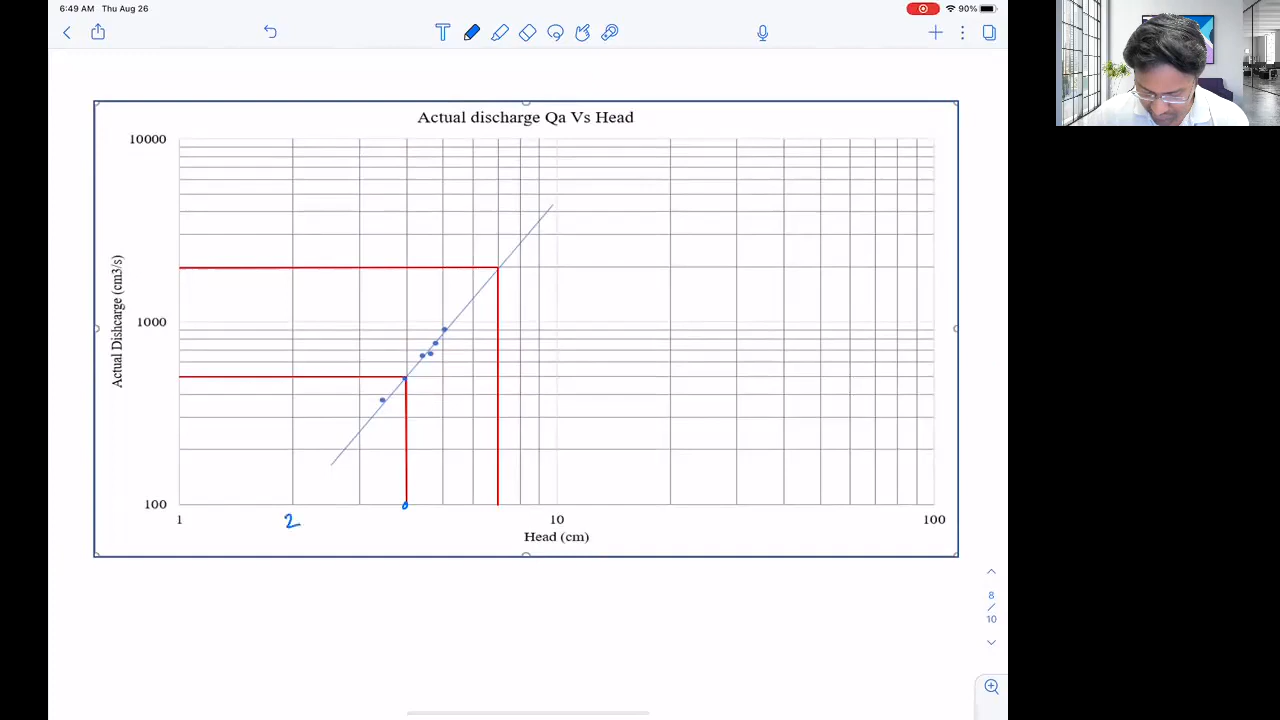 6:49 AM Thu Aug 26
90%
T
Actual discharge Qa Vs Head
10000
1000
100
Actual Dishcarge (cm3/s)
1
2
10
100
Head (cm)
8
/
10